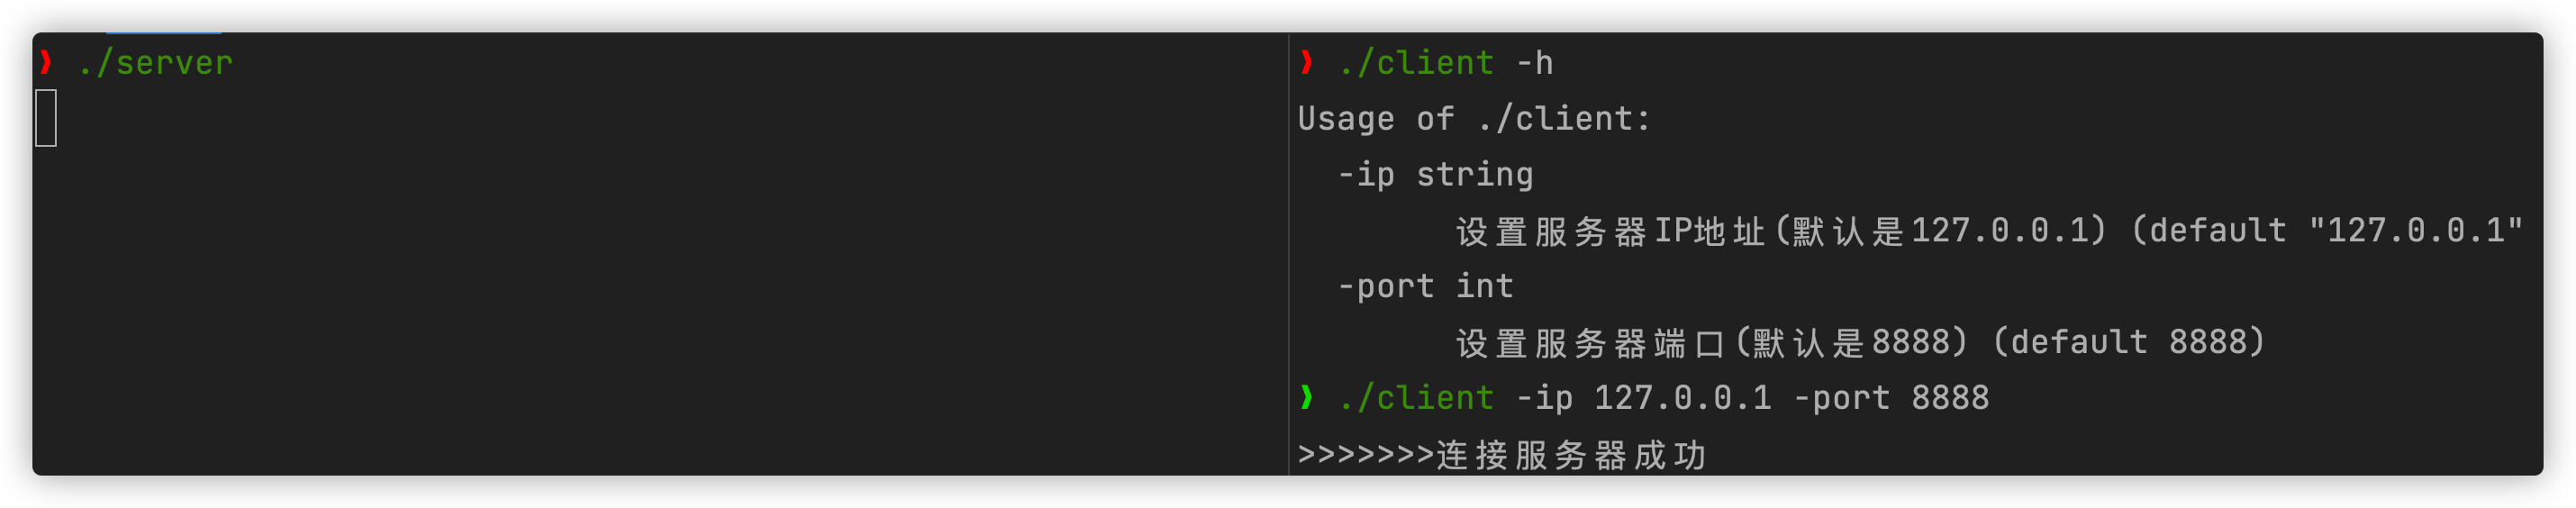 ❯ ./server
❯ ./client -h
Usage of ./client:
  -ip string
        设置服务器IP地址(默认是127.0.0.1) (default "127.0.0.1"
  -port int
        设置服务器端口(默认是8888) (default 8888)
❯ ./client -ip 127.0.0.1 -port 8888
>>>>>>>连接服务器成功